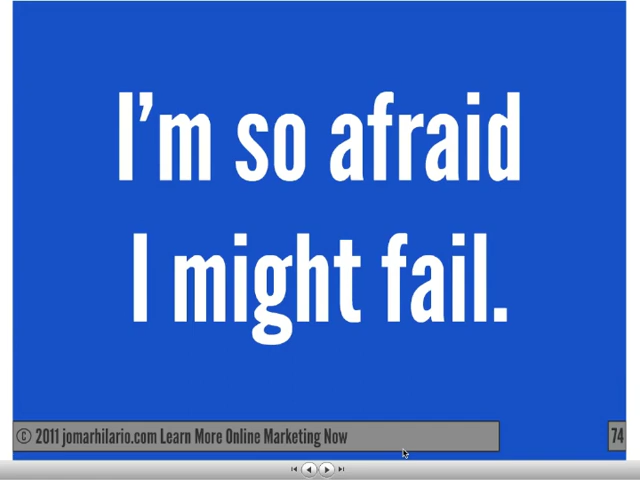 I’m so afraid
I might fail.
© 2011 jomarhilario.com Learn More Online Marketing Now
74